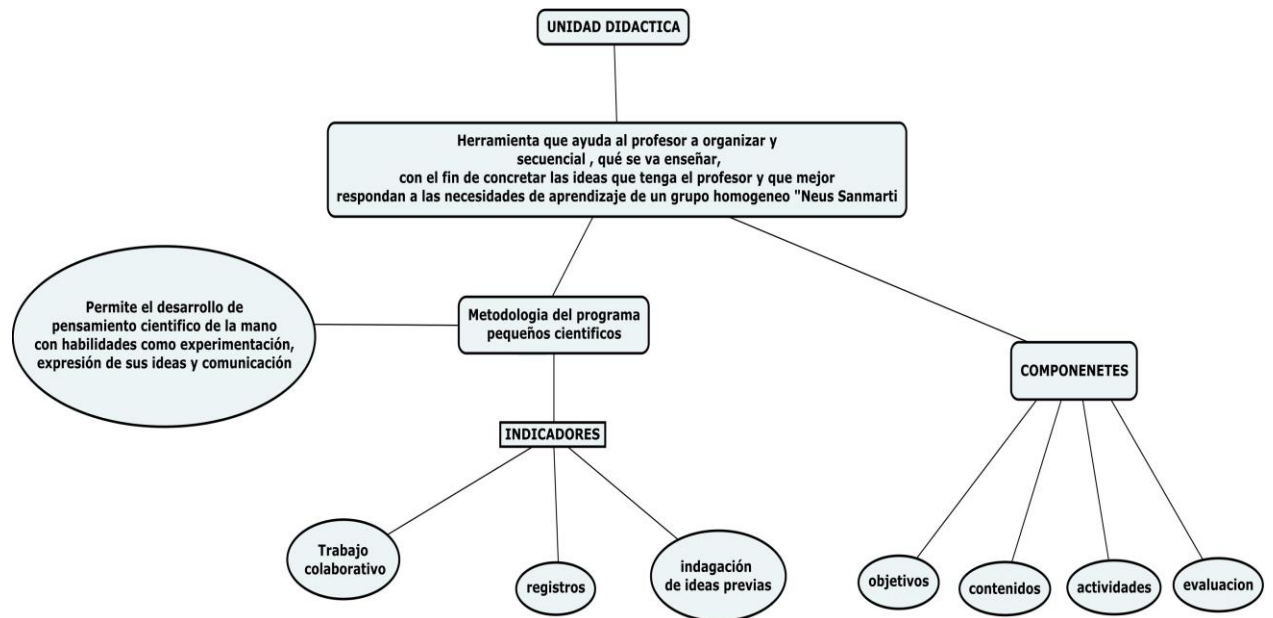 UNIDAD DIDACTICA
Herramienta que ayuda al profesor a organizar y
secuencial , qué se va enseñar,
con el fin de concretar las ideas que tenga el profesor y que mejor
respondan a las necesidades de aprendizaje de un grupo homogeneo "Neus Sanmarti
Permite el desarrollo de
pensamiento cientifico de la mano
con habilidades como experimentación,
expresión de sus ideas y comunicación
Metodologia del programa
pequeños cientificos
COMPONENETES
INDICADORES
Trabajo
colaborativo
registros
indagación
de ideas previas
objetivos
contenidos
actividades
evaluacion